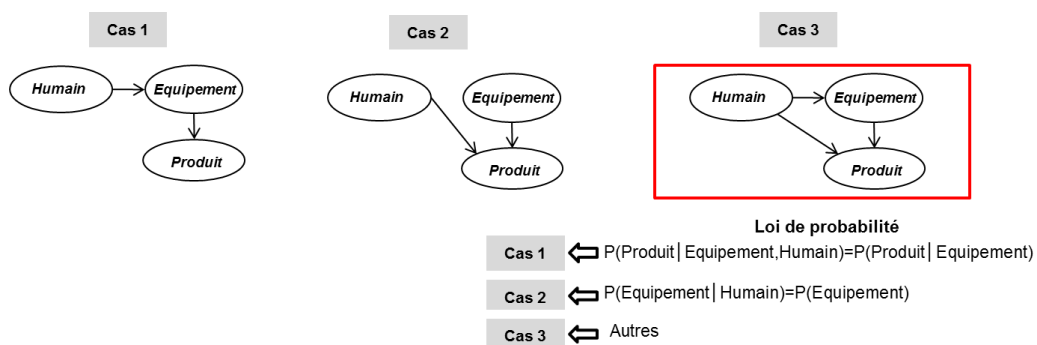 Cas 1
Cas 2
Cas 3
Humain
Equipement
Produit
Humain
Equipement
Produit
Humain
Equipement
Produit
Loi de probabilité
Cas 1 P(Produit|Equipement,Humain)=P(Produit|Equipement)
Cas 2 P(Equipement|Humain)=P(Equipement)
Cas 3 Autres